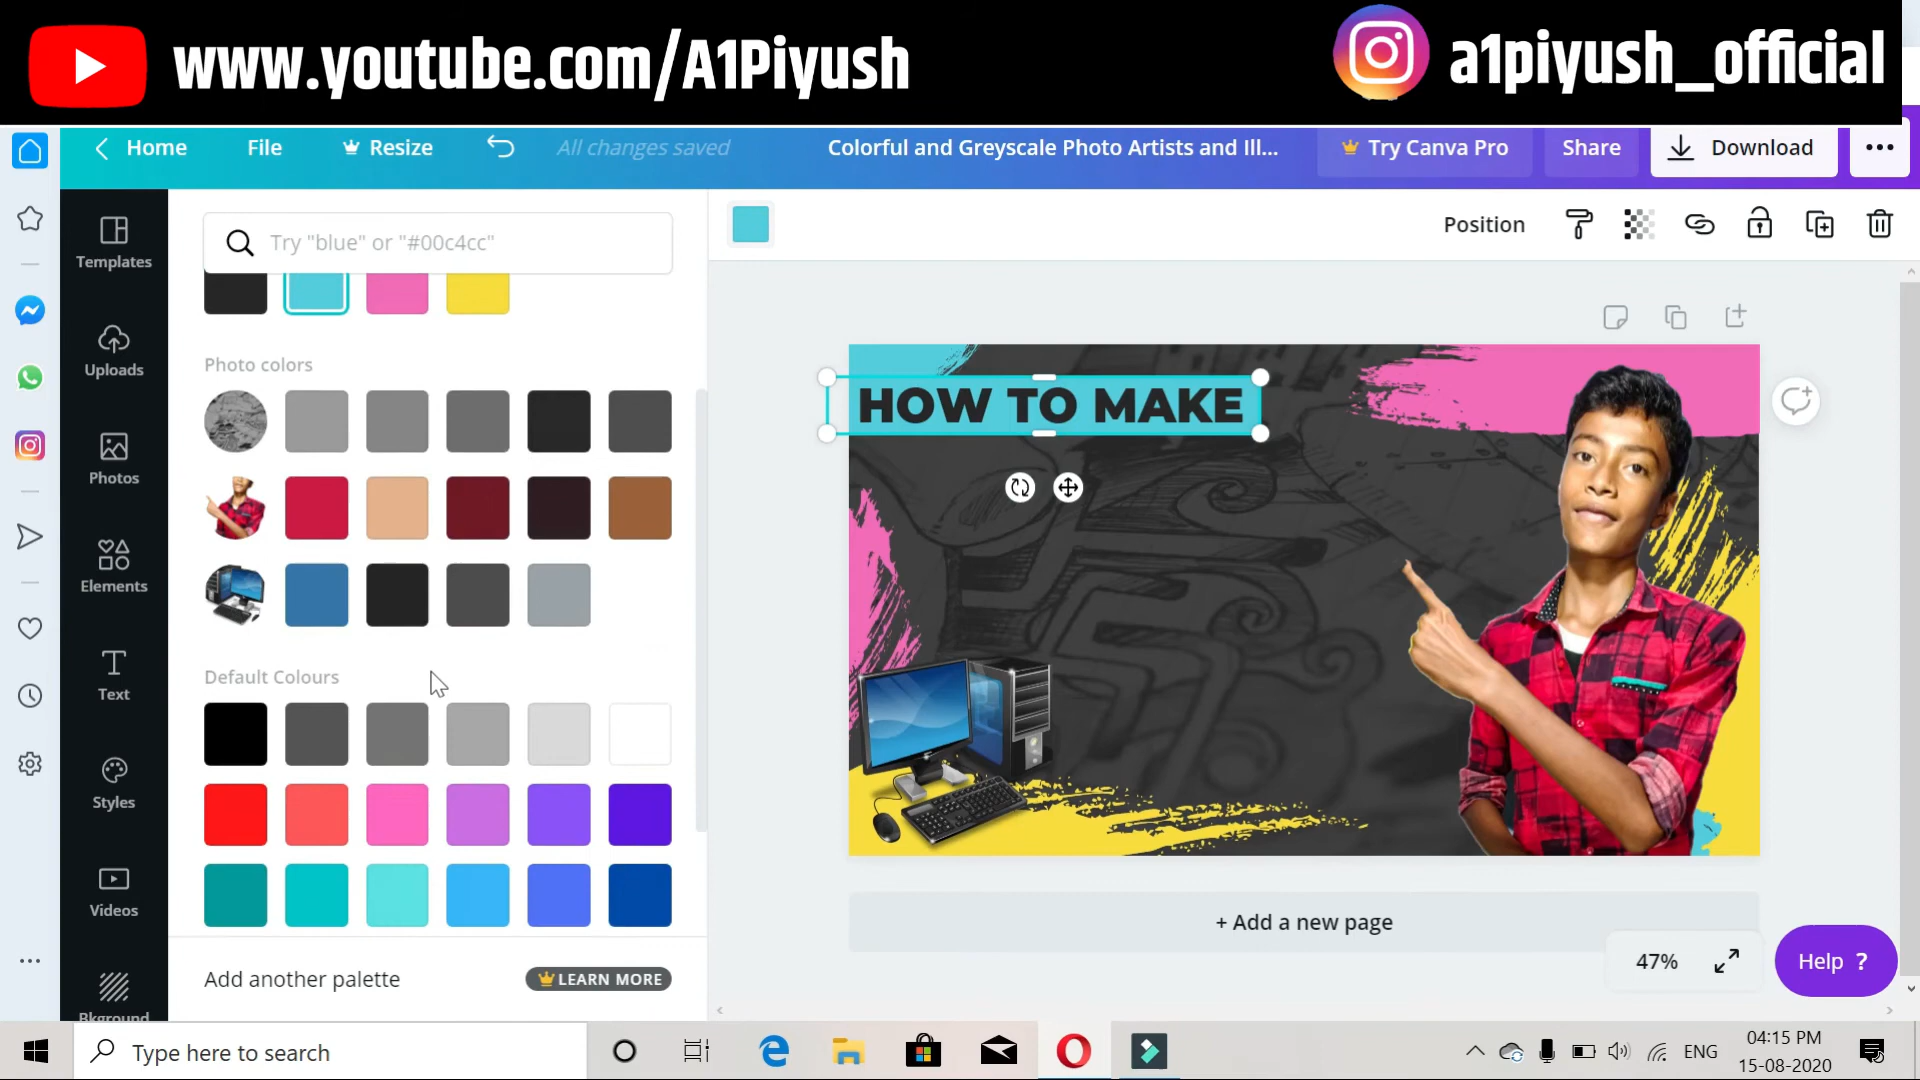 www.youtube.com/A1Piyush
a1piyush_official
Home
File
Resize
All changes saved
Colorful and Greyscale Photo Artists and Ill...
Try Canva Pro
Share
Download
Templates
Uploads
Photos
Elements
Text
Styles
Videos
Bkground
Try "blue" or "#00c4cc"
Photo colors
Default Colours
Add another palette
LEARN MORE
Position
HOW TO MAKE
+ Add a new page
47%
Help ?
Type here to search
ENG
04:15 PM
15-08-2020